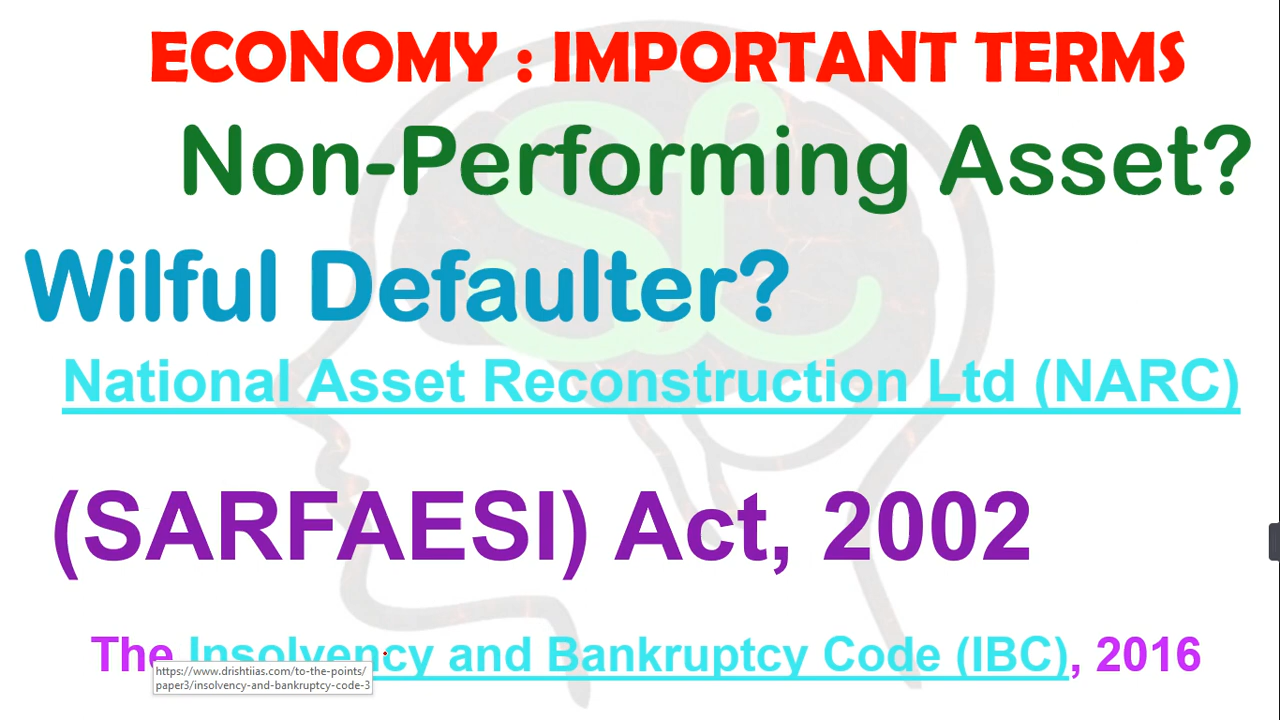 ECONOMY : IMPORTANT TERMS
Non-Performing Asset?
Wilful Defaulter?
National Asset Reconstruction Ltd (NARC)
(SARFAESI) Act, 2002
The Insolvency and Bankruptcy Code (IBC), 2016
https://www.drishtiias.com/to-the-points/
paper3/insolvency-and-bankruptcy-code-3
SL